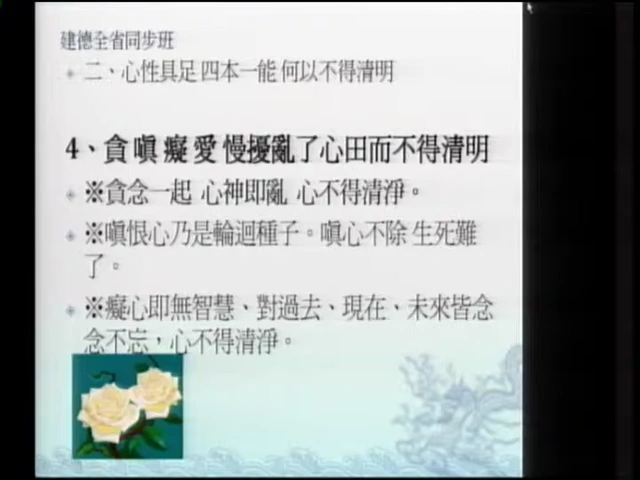 建德全省同步班
二、心性具足 四本一能 何以不得清明
4、貪 嗔 癡 愛 慢擾亂了心田而不得清明
※貪念一起 心神即亂 心不得清淨。
※嗔恨心乃是輪迴種子。嗔心不除 生死難
了。
※癡心即無智慧、對過去、現在、未來皆念
念不忘，心不得清淨。